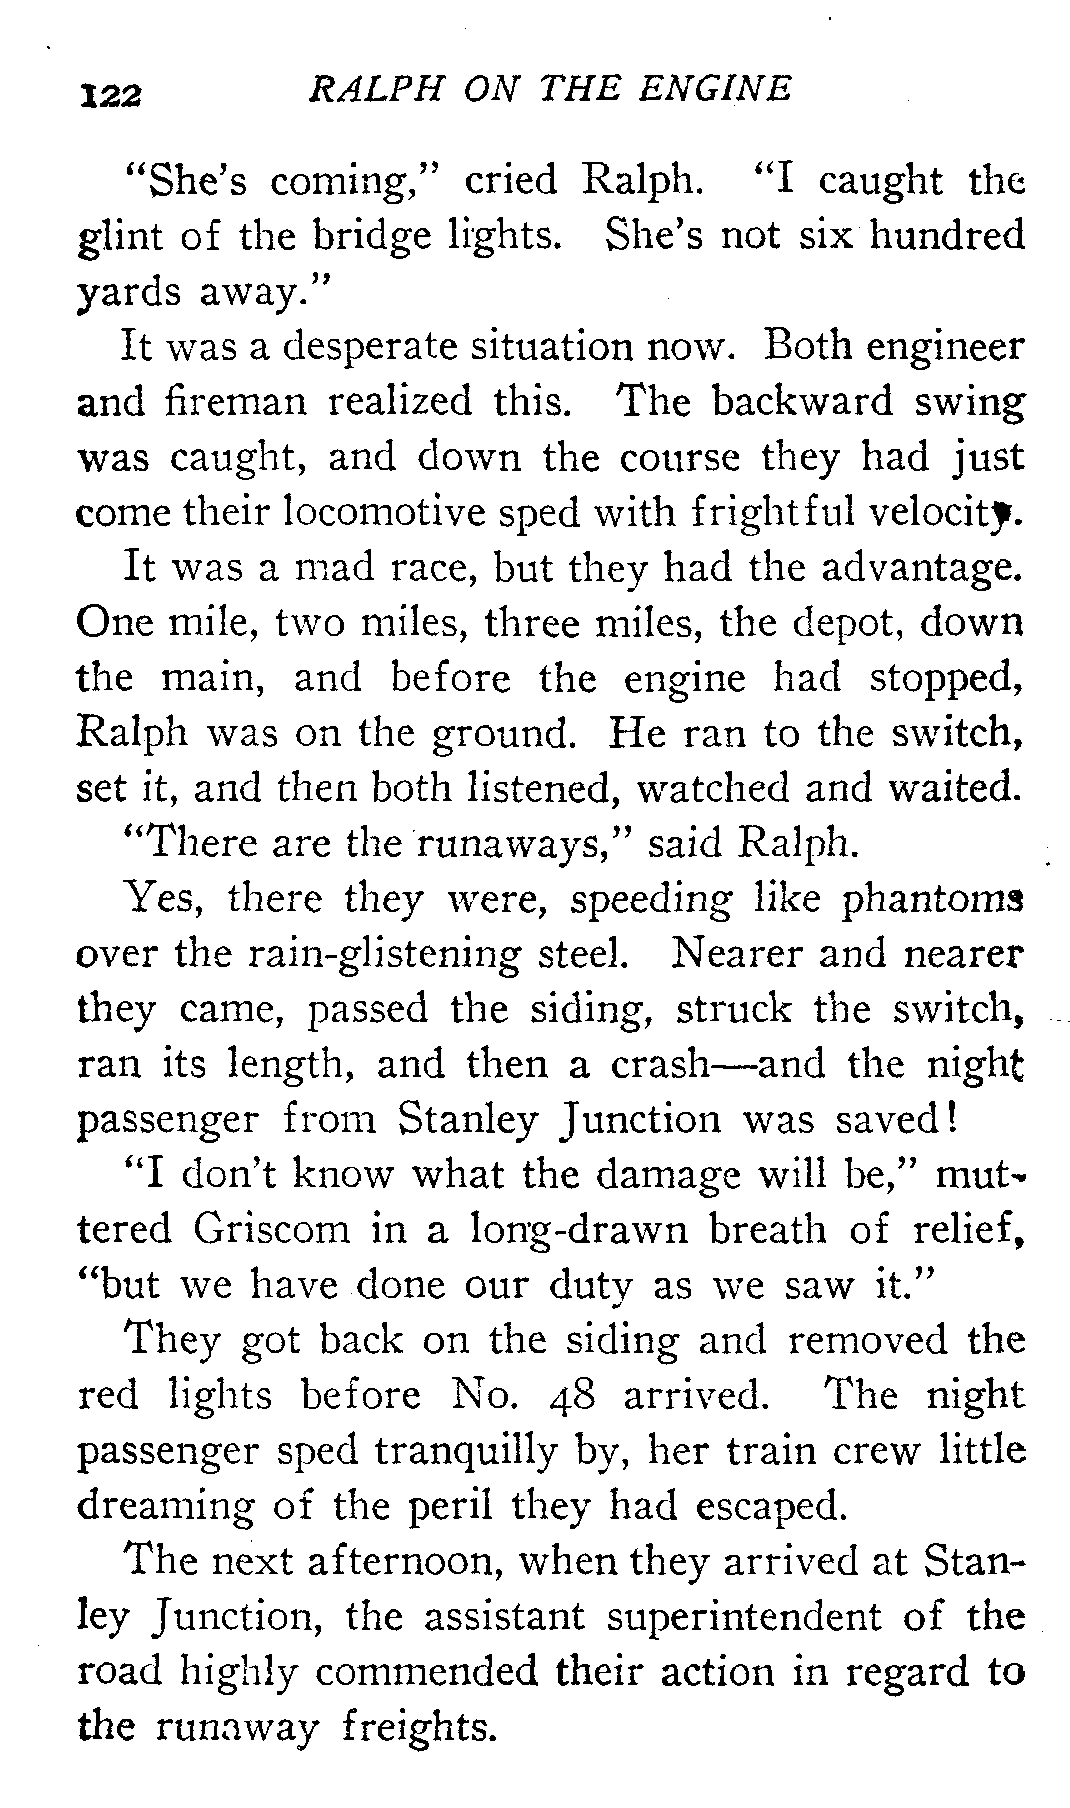 122 RALPH ON THE ENGINE
“She’s coming,” cried Ralph. “I caught the
glint of the bridge lights. She’s not six hundred
yards away.”
It was a desperate situation now. Both engineer
and fireman realized this. The backward swing
was caught, and down the course they had just
come their locomotive sped with frightful velocity.
It was a mad race, but they had the advantage.
One mile, two miles, three miles, the depot, down
the main, and before the engine had stopped,
Ralph was on the ground. He ran to the switch,
set it, and then both listened, watched and waited.
“There are the runaways,” said Ralph.
Yes, there they were, speeding like phantoms
over the rain-glistening steel. Nearer and nearer
they came, passed the siding, struck the switch,
ran its length, and then a crash—and the night
passenger from Stanley Junction was saved!
“I don’t know what the damage will be,” mut-
tered Griscom in a long-drawn breath of relief,
“but we have done our duty as we saw it.”
They got back on the siding and removed the
red lights before No. 48 arrived. The night
passenger sped tranquilly by, her train crew little
dreaming of the peril they had escaped.
The next afternoon, when they arrived at Stan-
ley Junction, the assistant superintendent of the
road highly commended their action in regard to
the runaway freights.